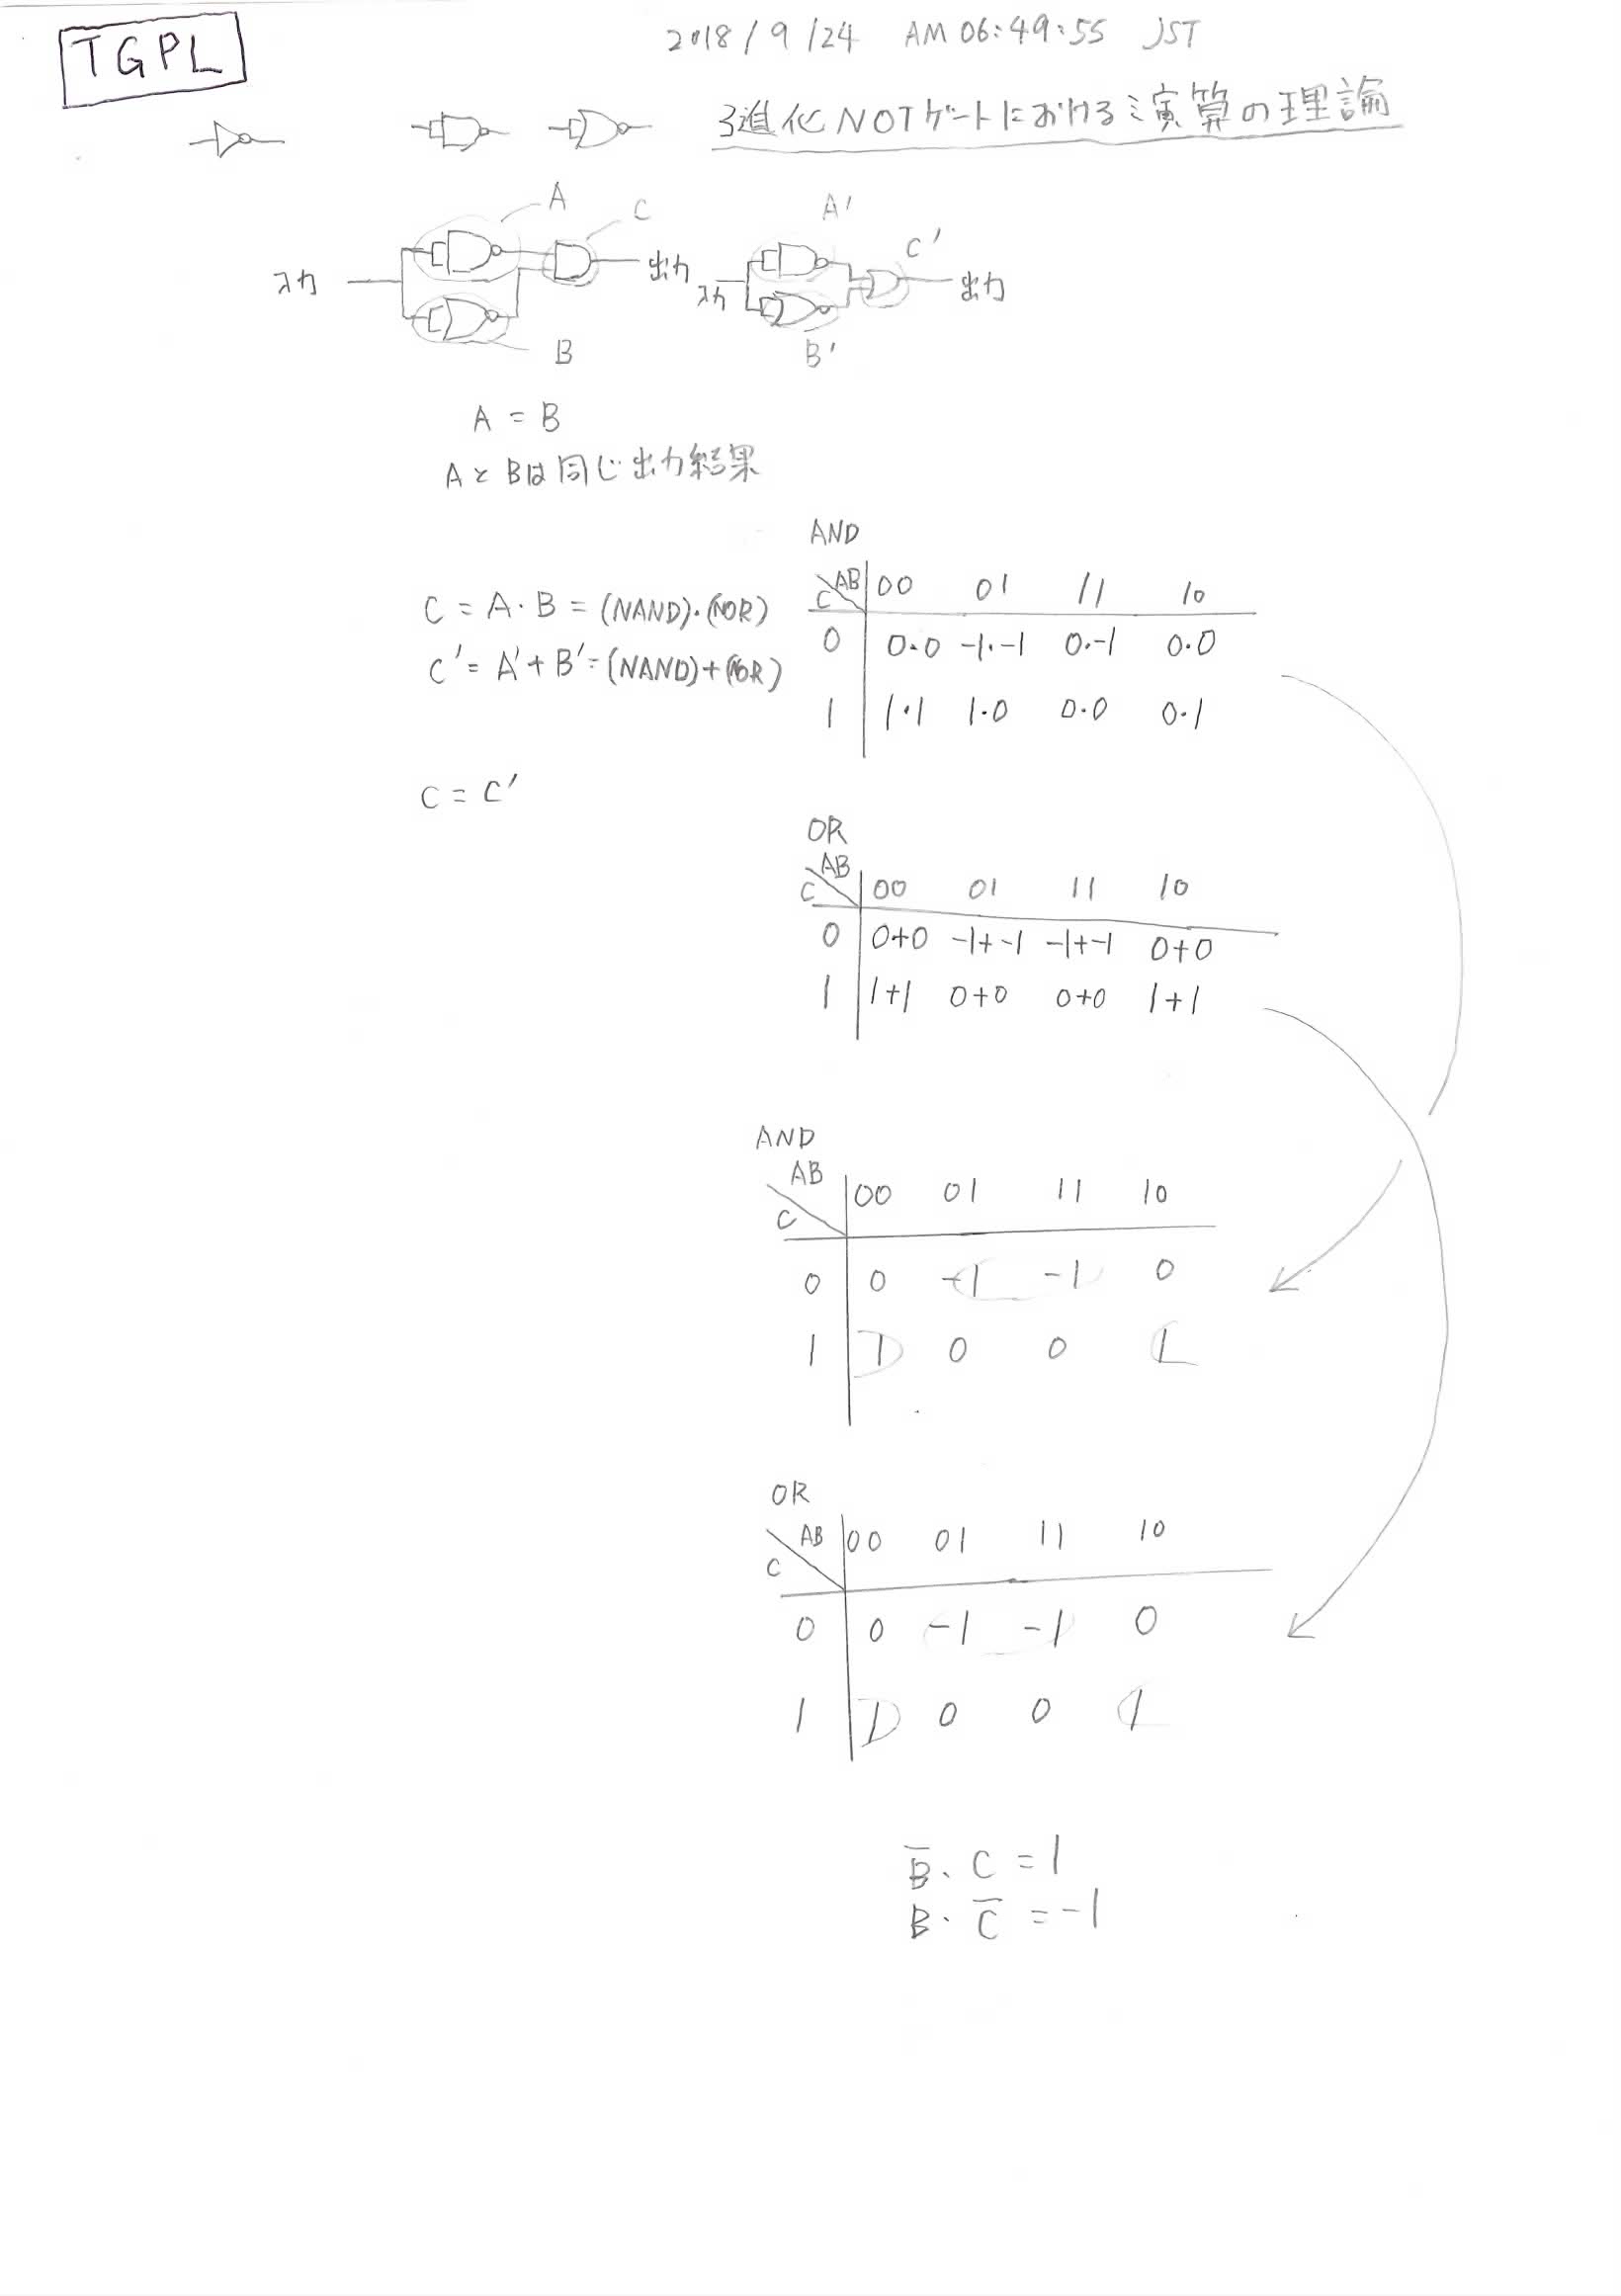 TGPL
2018/9/24 AM 06:49:55 JST
3進化NOTゲートにおける演算の理論
A
C
入力
出力
B
A'
C'
入力
出力
B'
A = B
AとBは同じ出力結果
C = A・B = (NAND)・(NOR)
C' = A' + B' = (NAND)+(NOR)
C = C'
AND
AB 00 01 11 10
C
0 0・0 -1・-1 0・-1 0・0
1 1・1 1・0 0・0 0・1
OR
AB
C 00 01 11 10
0 0+0 -1+-1 -1+-1 0+0
1 1+1 0+0 0+0 1+1
AND
AB 00 01 11 10
C
0 0 -1 -1 0
1 1 0 0 1
OR
AB 00 01 11 10
C
0 0 -1 -1 0
1 1 0 0 1
B̅・C = 1
B・C̅ = -1